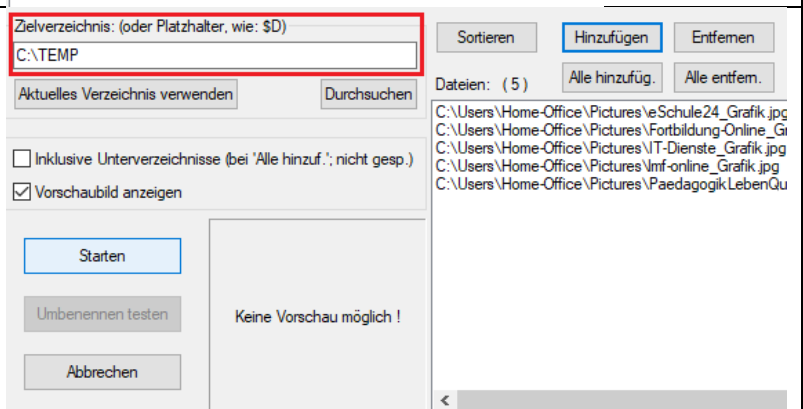 Zielverzeichnis: (oder Platzhalter, wie: $D)
C:\TEMP
Aktuelles Verzeichnis verwenden
Durchsuchen
Inklusive Unterverzeichnisse (bei 'Alle hinzuf.'; nicht gesp.)
Vorschaubild anzeigen
Starten
Umbenennen testen
Abbrechen
Keine Vorschau möglich !
Sortieren
Hinzufügen
Entfernen
Dateien: ( 5 )
Alle hinzufüg.
Alle entfern.
C:\Users\Home-Office\Pictures\eSchule24_Grafik.jpg
C:\Users\Home-Office\Pictures\Fortbildung-Online_Gr
C:\Users\Home-Office\Pictures\IT-Dienste_Grafik.jpg
C:\Users\Home-Office\Pictures\lmf-online_Grafik.jpg
C:\Users\Home-Office\Pictures\PaedagogikLebenQu